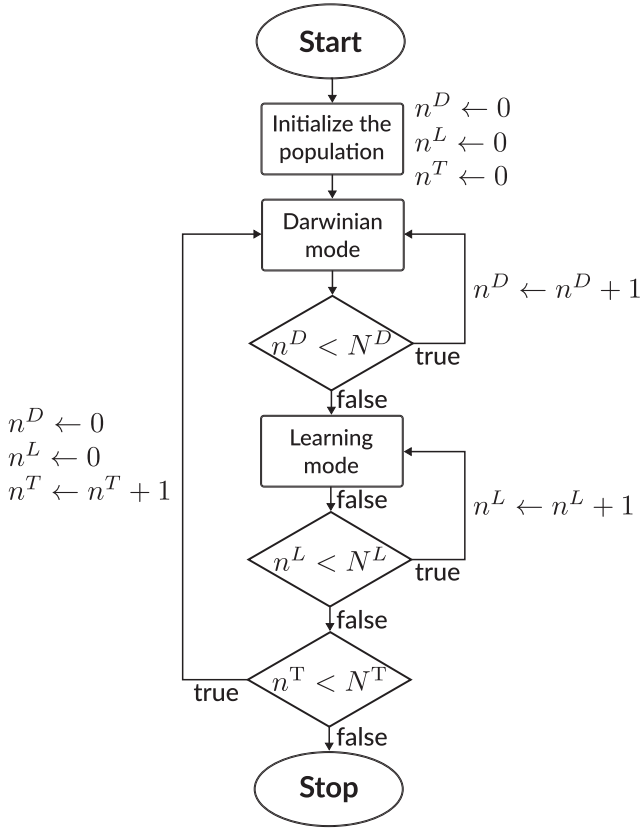 Start
Initialize the
population
n^D ← 0
n^L ← 0
n^T ← 0
Darwinian
mode
n^D ← n^D + 1
n^D < N^D
true
false
n^D ← 0
n^L ← 0
n^T ← n^T + 1
Learning
mode
false
n^L ← n^L + 1
n^L < N^L
true
false
n^T < N^T
true
false
Stop